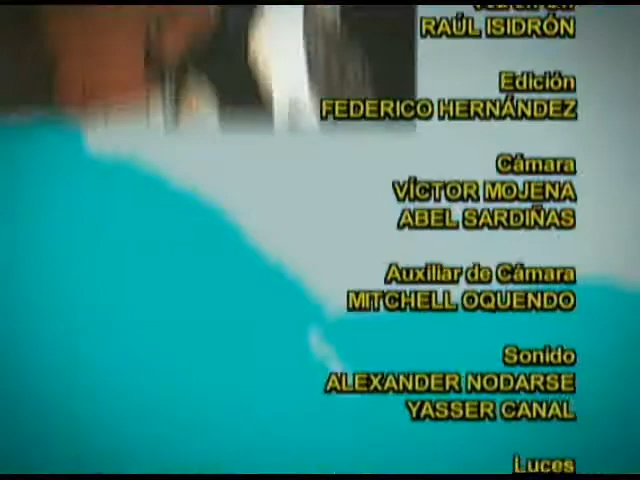 RAÚL ISIDRÓN
Edición
FEDERICO HERNÁNDEZ
Cámara
VÍCTOR MOJENA
ABEL SARDIÑAS
Auxiliar de Cámara
MITCHELL OQUENDO
Sonido
ALEXANDER NODARSE
YASSER CANAL
Luces